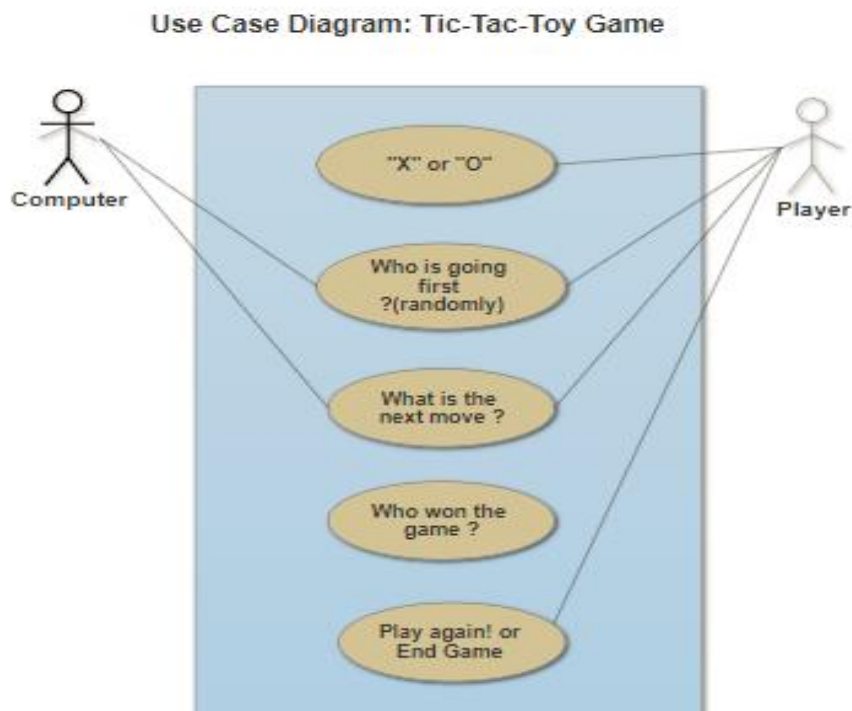 Use Case Diagram: Tic-Tac-Toy Game
Computer
Player
"X" or "O"
Who is going
first
?(randomly)
What is the
next move ?
Who won the
game ?
Play again! or
End Game